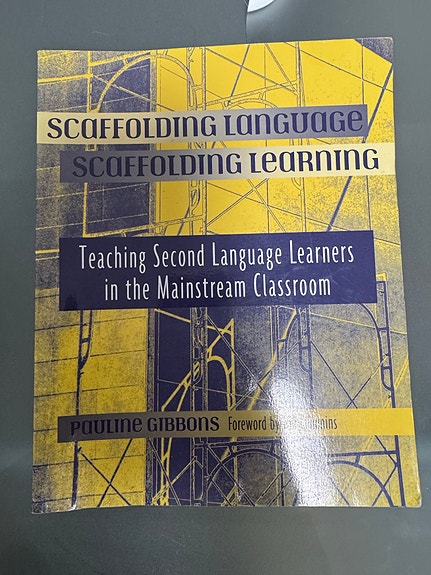 Scaffolding Language
Scaffolding Learning
Teaching Second Language Learners
in the Mainstream Classroom
Pauline Gibbons Foreword by